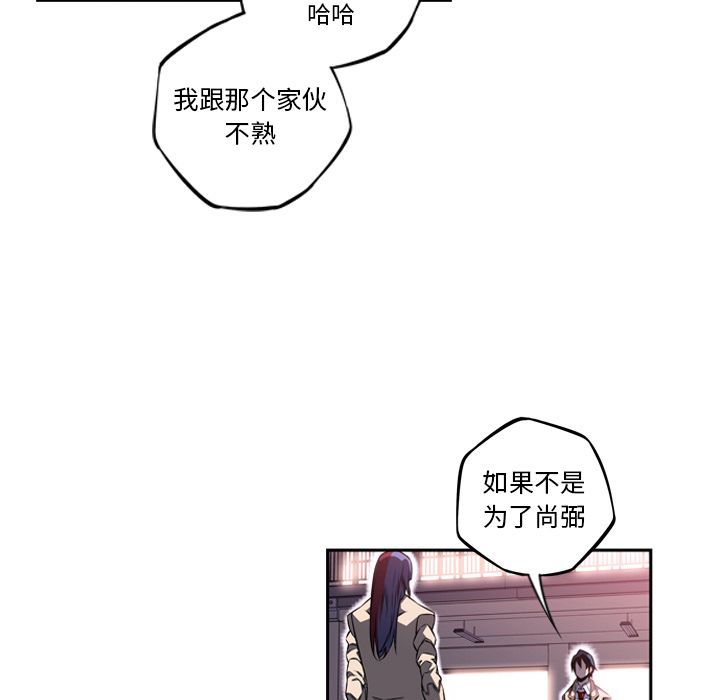 哈哈
我跟那个家伙
不熟
如果不是
为了尚弼